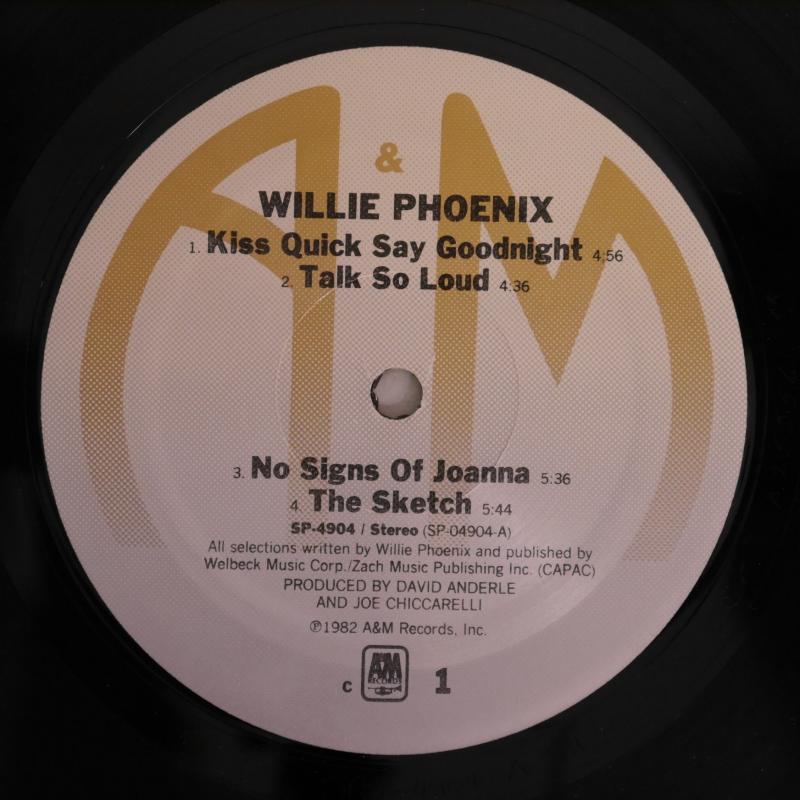 A & M
WILLIE PHOENIX
1. Kiss Quick Say Goodnight 4:56
2. Talk So Loud 4:36
3. No Signs Of Joanna 5:36
4. The Sketch 5:44
SP-4904 / Stereo (SP-04904-A)
All selections written by Willie Phoenix and published by
Welbeck Music Corp./Zach Music Publishing Inc. (CAPAC)
PRODUCED BY DAVID ANDERLE
AND JOE CHICCARELLI
℗1982 A&M Records, Inc.
C A&M RECORDS 1